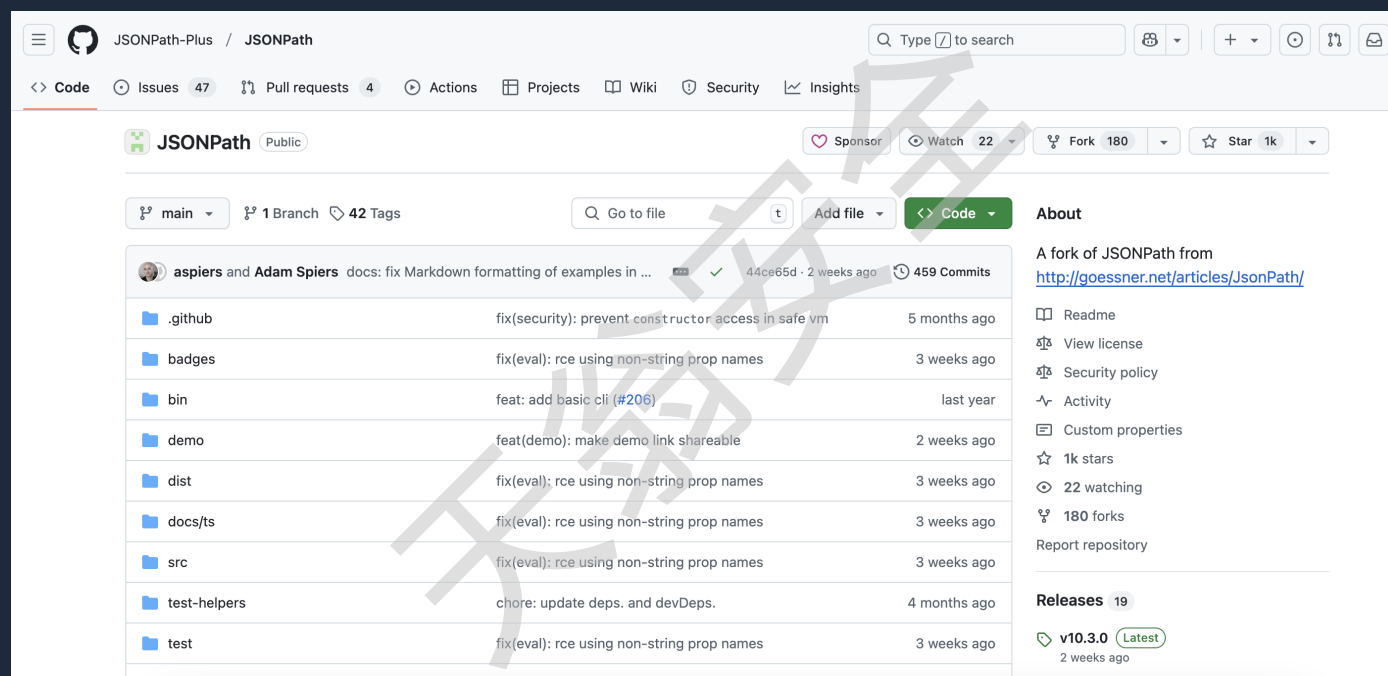 JSONPath-Plus / JSONPath
Type / to search
Code
Issues 47
Pull requests 4
Actions
Projects
Wiki
Security
Insights
JSONPath Public
Sponsor
Watch 22
Fork 180
Star 1k
main
1 Branch
42 Tags
Go to file t
Add file
Code
aspiers and Adam Spiers docs: fix Markdown formatting of examples in ... 44ce65d · 2 weeks ago 459 Commits
.github fix(security): prevent constructor access in safe vm 5 months ago
badges fix(eval): rce using non-string prop names 3 weeks ago
bin feat: add basic cli (#206) last year
demo feat(demo): make demo link shareable 2 weeks ago
dist fix(eval): rce using non-string prop names 3 weeks ago
docs/ts fix(eval): rce using non-string prop names 3 weeks ago
src fix(eval): rce using non-string prop names 3 weeks ago
test-helpers chore: update deps. and devDeps. 4 months ago
test fix(eval): rce using non-string prop names 3 weeks ago
About
A fork of JSONPath from
http://goessner.net/articles/JsonPath/
Readme
View license
Security policy
Activity
Custom properties
1k stars
22 watching
180 forks
Report repository
Releases 19
v10.3.0 Latest
2 weeks ago
天翁安全